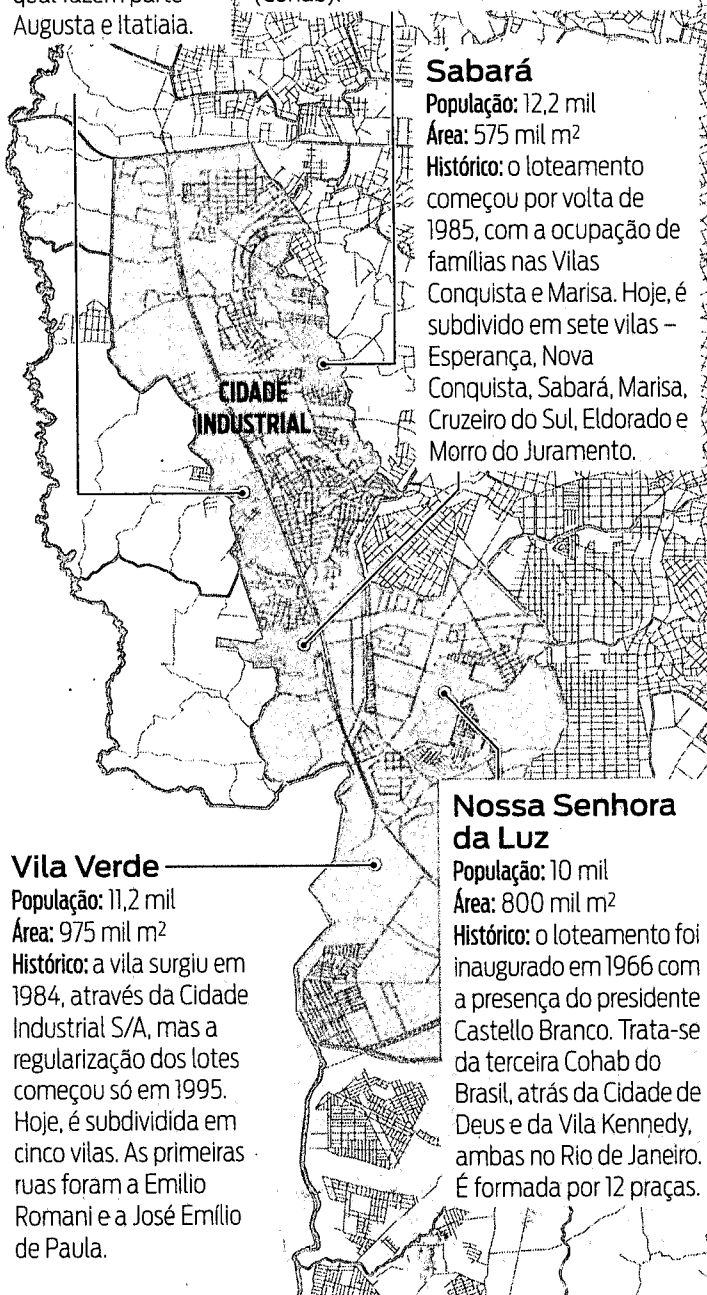 Augusta e Itatiaia.
(Cohab).
Sabará
População: 12,2 mil
Área: 575 mil m²
Histórico: o loteamento
começou por volta de
1985, com a ocupação de
famílias nas Vilas
Conquista e Marisa. Hoje, é
subdivido em sete vilas –
Esperança, Nova
Conquista, Sabará, Marisa,
Cruzeiro do Sul, Eldorado e
Morro do Juramento.
CIDADE
INDUSTRIAL
Vila Verde
População: 11,2 mil
Área: 975 mil m²
Histórico: a vila surgiu em
1984, através da Cidade
Industrial S/A, mas a
regularização dos lotes
começou só em 1995.
Hoje, é subdividida em
cinco vilas. As primeiras
ruas foram a Emilio
Romani e a José Emílio
de Paula.
Nossa Senhora
da Luz
População: 10 mil
Área: 800 mil m²
Histórico: o loteamento foi
inaugurado em 1966 com
a presença do presidente
Castello Branco. Trata-se
da terceira Cohab do
Brasil, atrás da Cidade de
Deus e da Vila Kennedy,
ambas no Rio de Janeiro.
É formada por 12 praças.